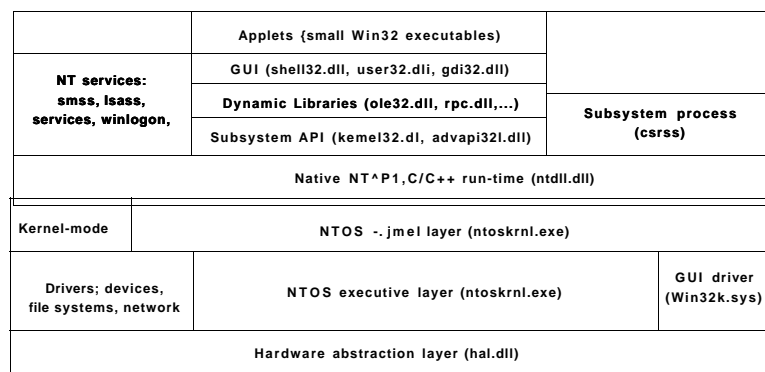 Applets {small Win32 executables)
GUI (shell32.dll, user32.dli, gdi32.dll)
NT services:
smss, lsass,
services, winlogon,
Dynamic Libraries (ole32.dll, rpc.dll,...)
Subsystem process
(csrss)
Subsystem API (kemel32.dl, advapi32l.dll)
Native NT^P1,C/C++ run-time (ntdll.dll)
Kernel-mode
NTOS -. jmel layer (ntoskrnl.exe)
Drivers; devices,
file systems, network
NTOS executive layer (ntoskrnl.exe)
GUI driver
(Win32k.sys)
Hardware abstraction layer (hal.dll)